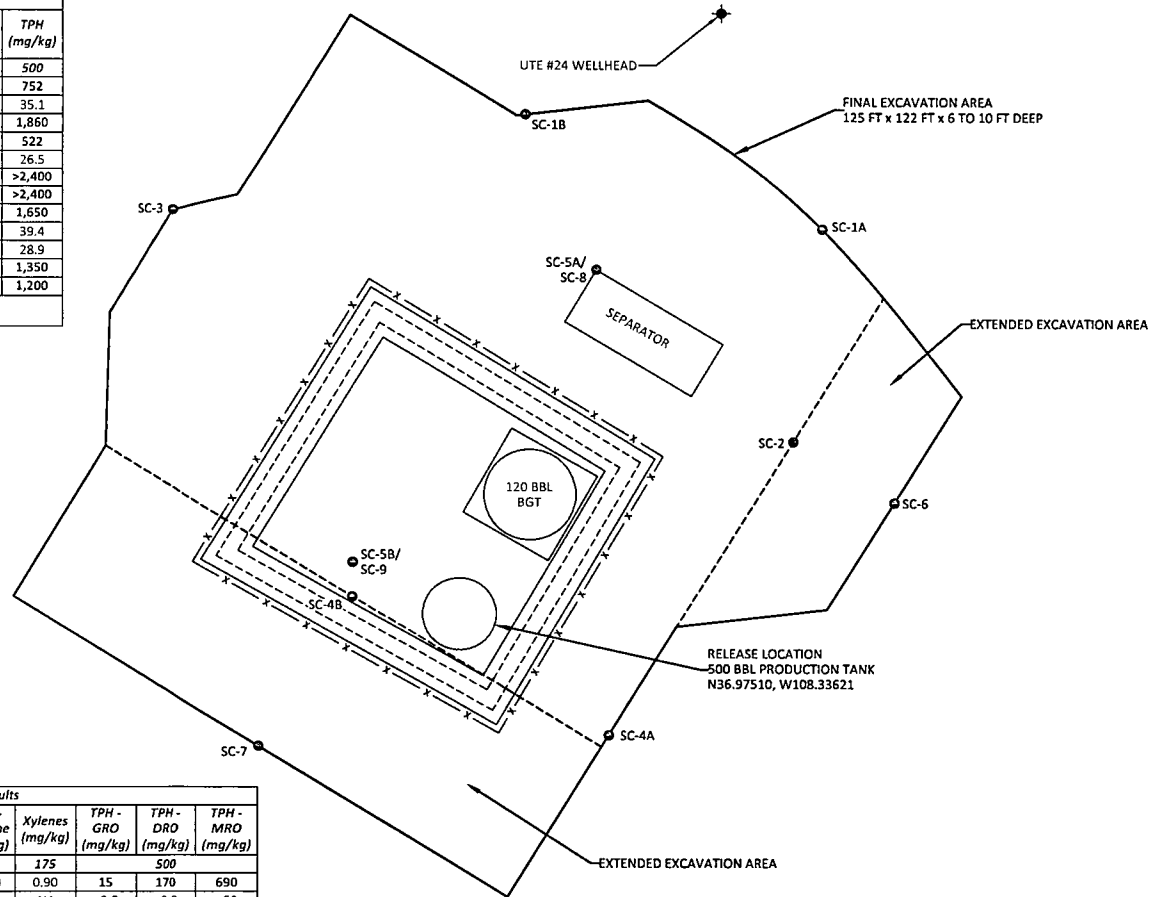 TPH
(mg/kg)
500
752
35.1
1,860
522
26.5
>2,400
>2,400
1,650
39.4
28.9
1,350
1,200
UTE #24 WELLHEAD
FINAL EXCAVATION AREA
125 FT x 122 FT x 6 TO 10 FT DEEP
SC-1B
SC-3
SC-1A
SC-5A/
SC-8
SEPARATOR
EXTENDED EXCAVATION AREA
SC-2
120 BBL
BGT
SC-6
SC-5B/
SC-9
SC-4B
RELEASE LOCATION
500 BBL PRODUCTION TANK
N36.97510, W108.33621
SC-4A
SC-7
EXTENDED EXCAVATION AREA
Xylenes TPH - TPH - TPH -
(mg/kg) GRO DRO MRO
(mg/kg) (mg/kg) (mg/kg)
175 500
0.90 15 170 690